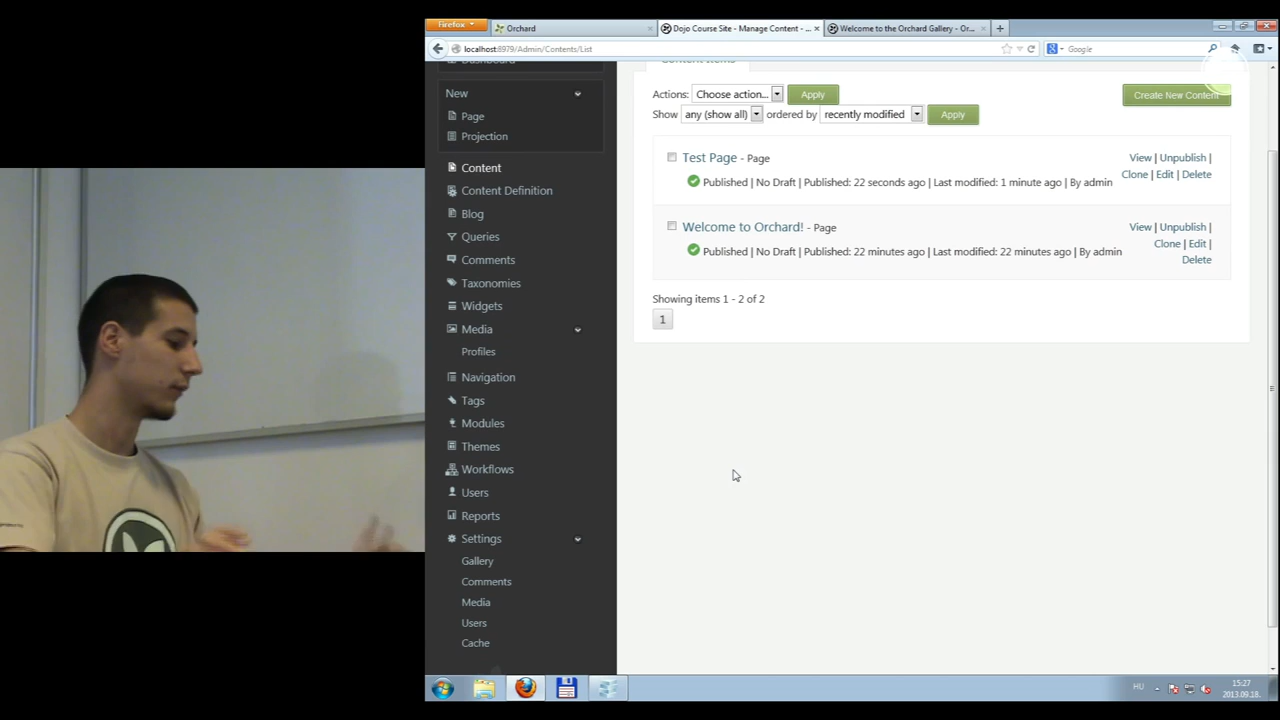 Firefox
Orchard
Dojo Course Site - Manage Content - ...
Welcome to the Orchard Gallery - Or...
localhost:8979/Admin/Contents/List
Google
Dashboard
New
Page
Projection
Content
Content Definition
Blog
Queries
Comments
Taxonomies
Widgets
Media
Profiles
Navigation
Tags
Modules
Themes
Workflows
Users
Reports
Settings
Gallery
Comments
Media
Users
Cache
Content Items
Actions: Choose action... Apply
Create New Content
Show any (show all) ordered by recently modified Apply
Test Page - Page
View | Unpublish |
Clone | Edit | Delete
Published | No Draft | Published: 22 seconds ago | Last modified: 1 minute ago | By admin
Welcome to Orchard! - Page
View | Unpublish |
Clone | Edit |
Delete
Published | No Draft | Published: 22 minutes ago | Last modified: 22 minutes ago | By admin
Showing items 1 - 2 of 2
1
HU
15:27
2013.09.18.